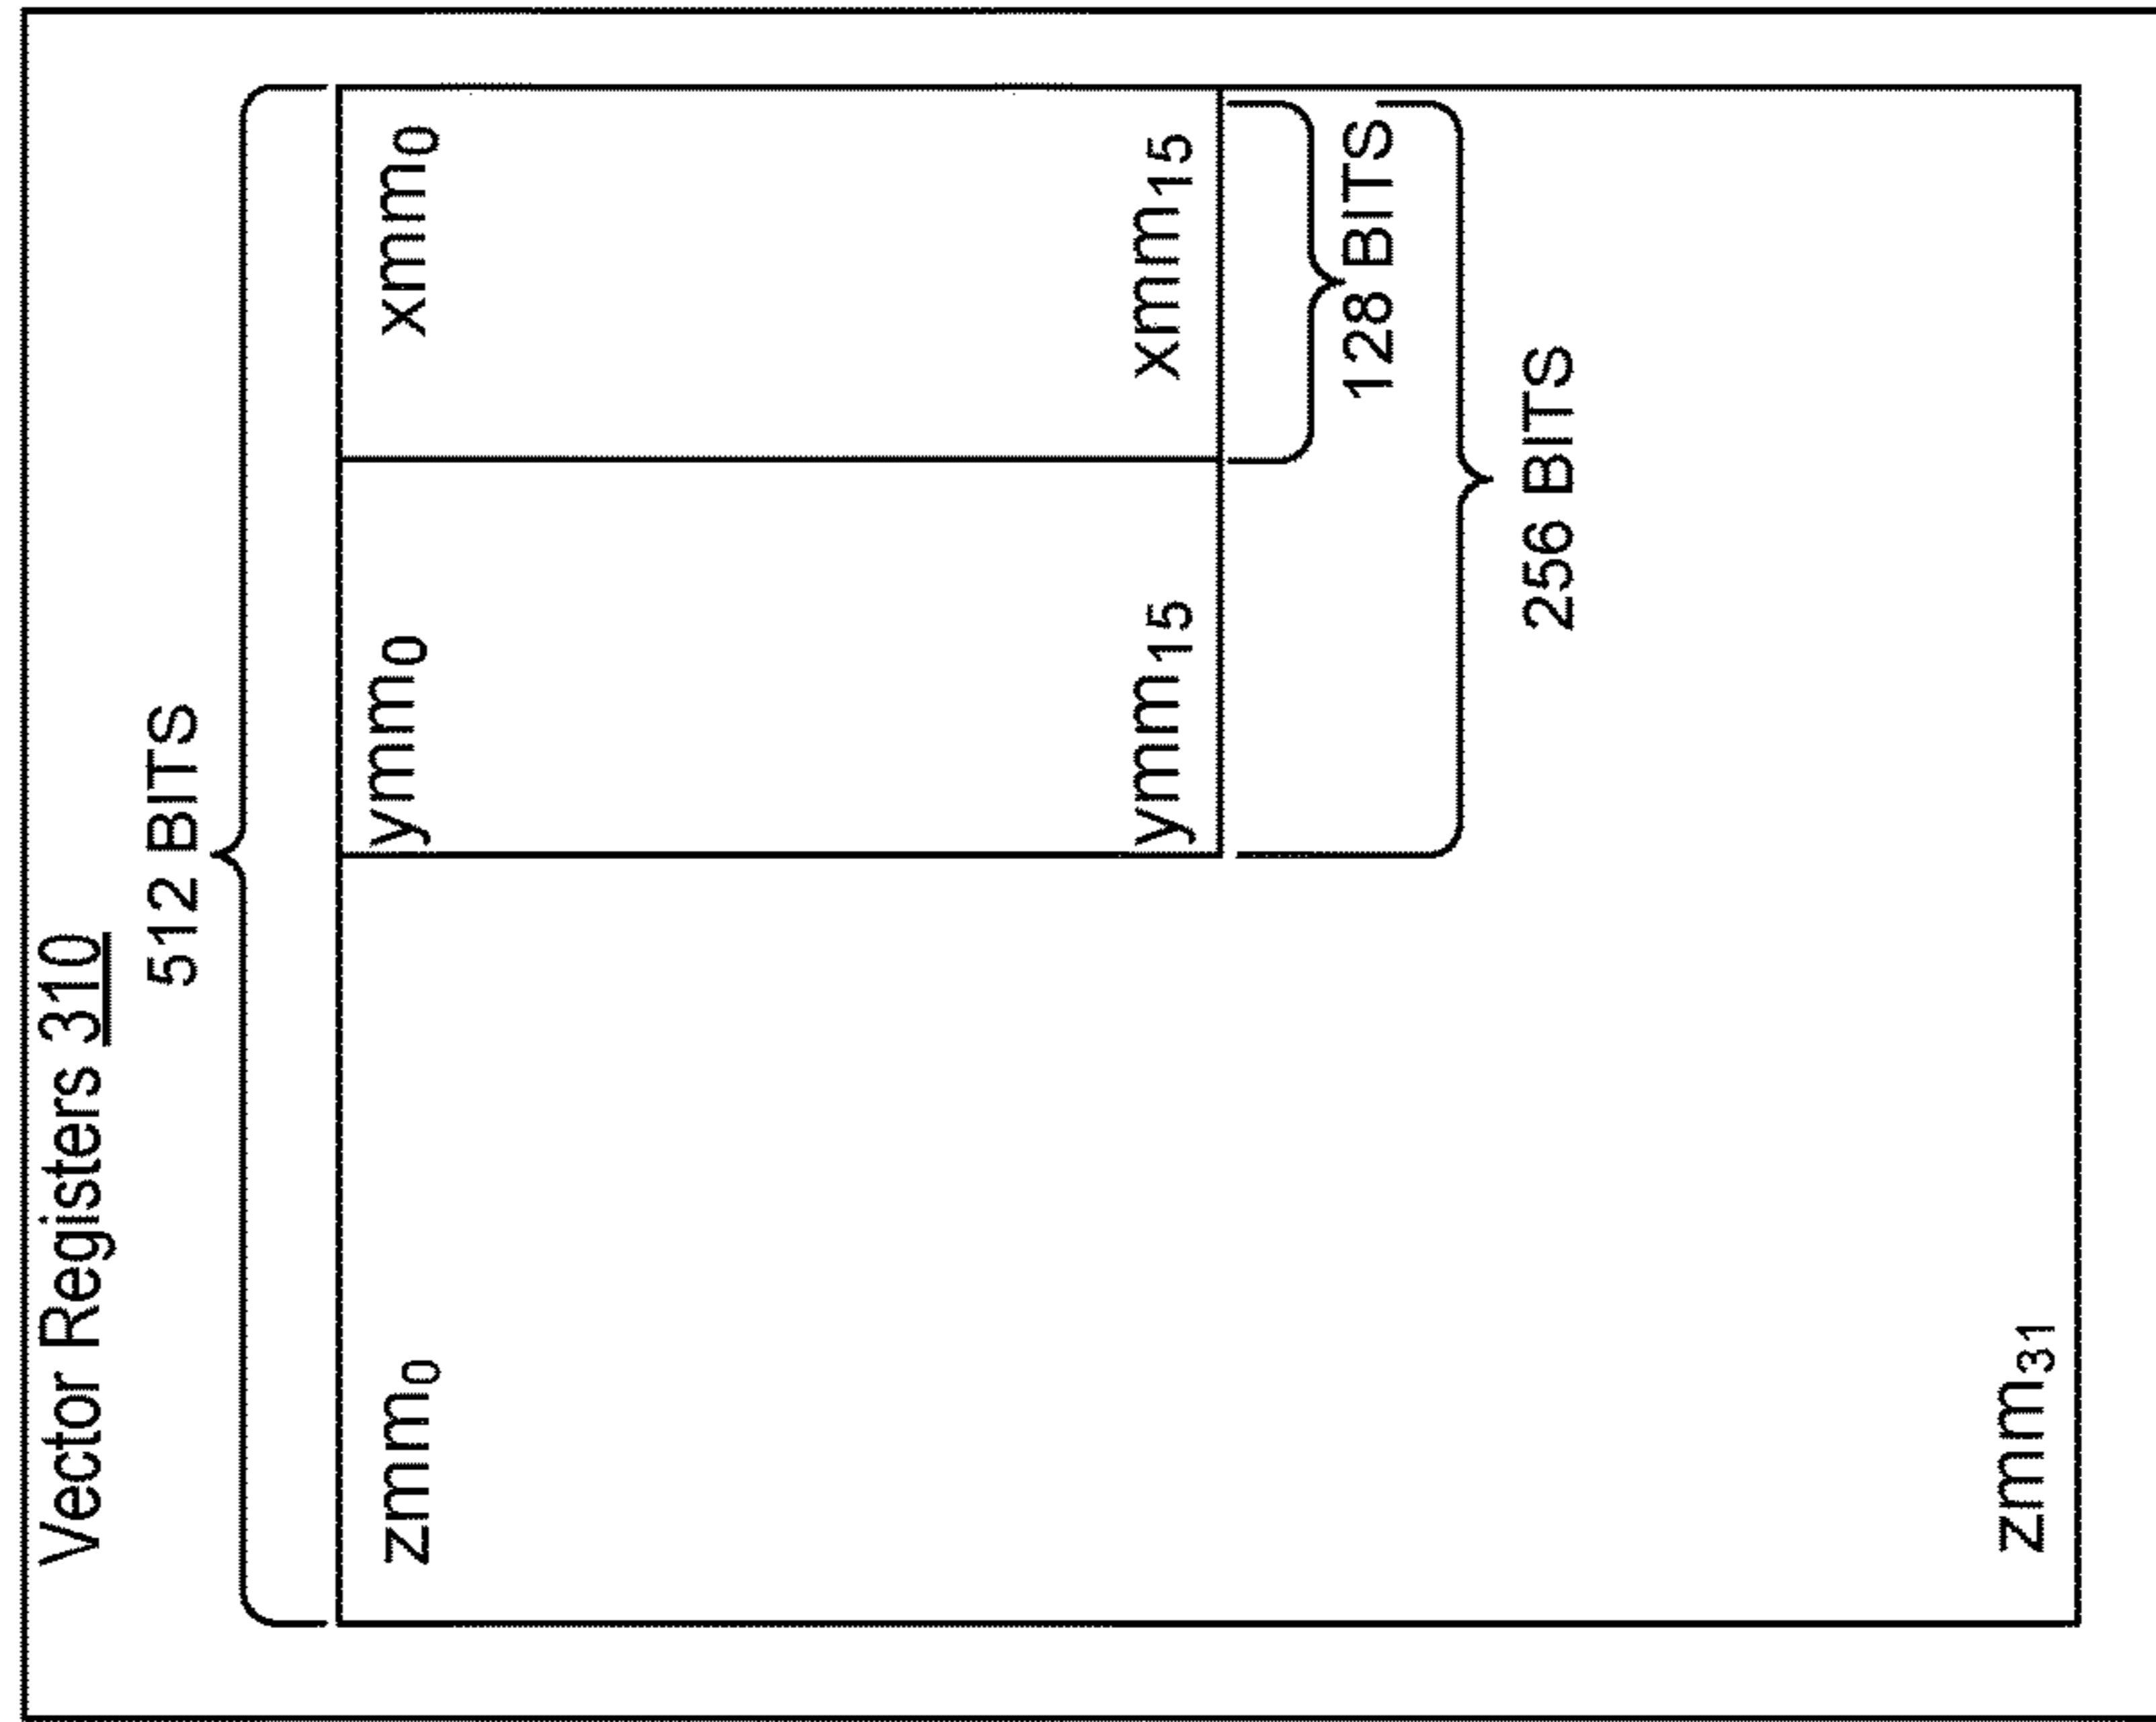 Vector Registers 310
512 BITS
zmm0 ymm0 xmm0
ymm15 xmm15
128 BITS
256 BITS
zmm31